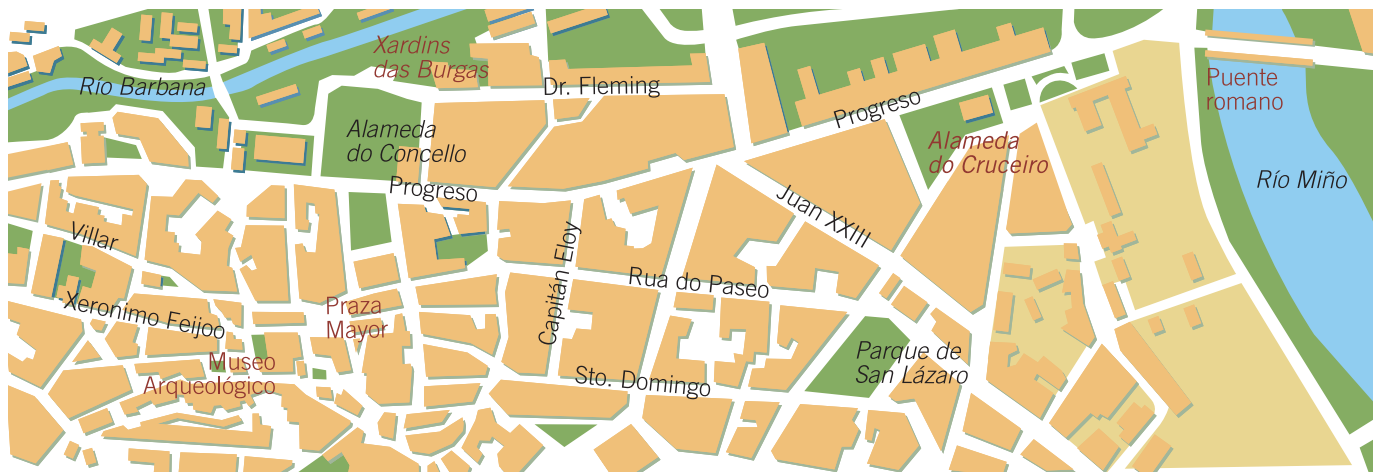 Xardins
das Burgas
Río Barbana
Dr. Fleming
Puente
romano
Progreso
Alameda
do Concello
Alameda
do Cruceiro
Río Miño
Progreso
Juan XXIII
Villar
Capitán Eloy
Rua do Paseo
Xeronimo Feijoo
Praza
Mayor
Parque de
San Lázaro
Museo
Arqueológico
Sto. Domingo